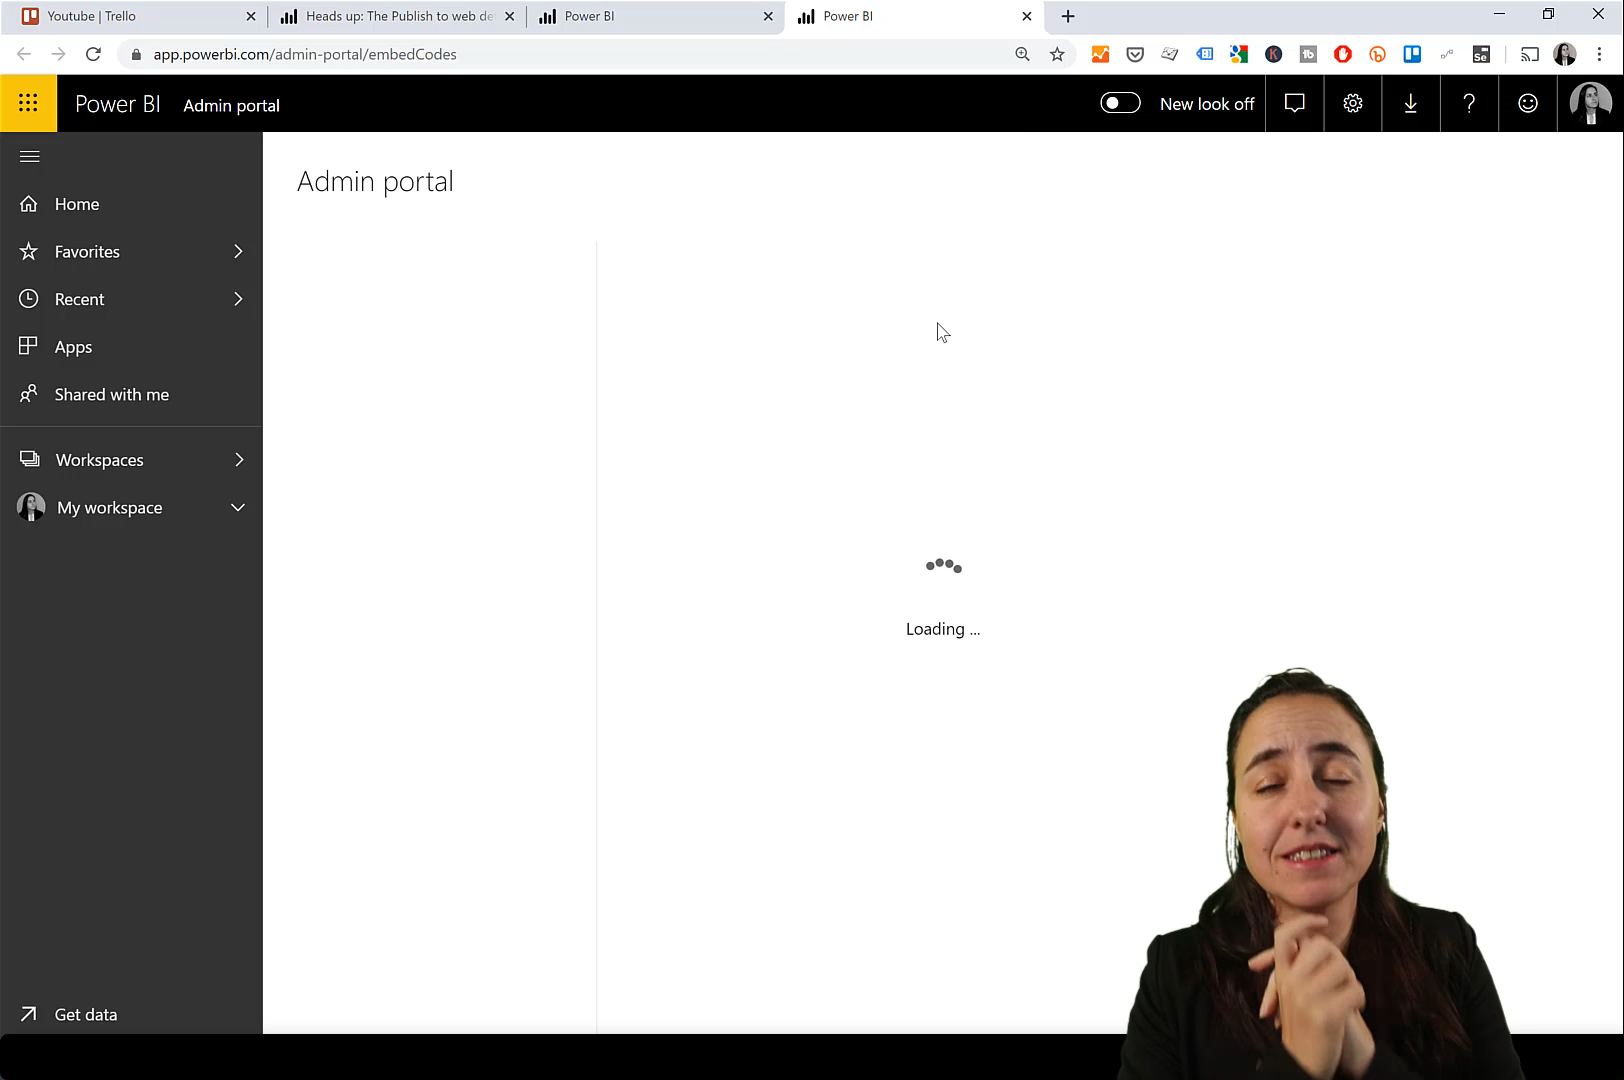 Youtube | Trello
Heads up: The Publish to web de
Power BI
Power BI
app.powerbi.com/admin-portal/embedCodes
Power BI
Admin portal
New look off
Admin portal
Home
Favorites
Recent
Apps
Shared with me
Workspaces
My workspace
Loading ...
Get data